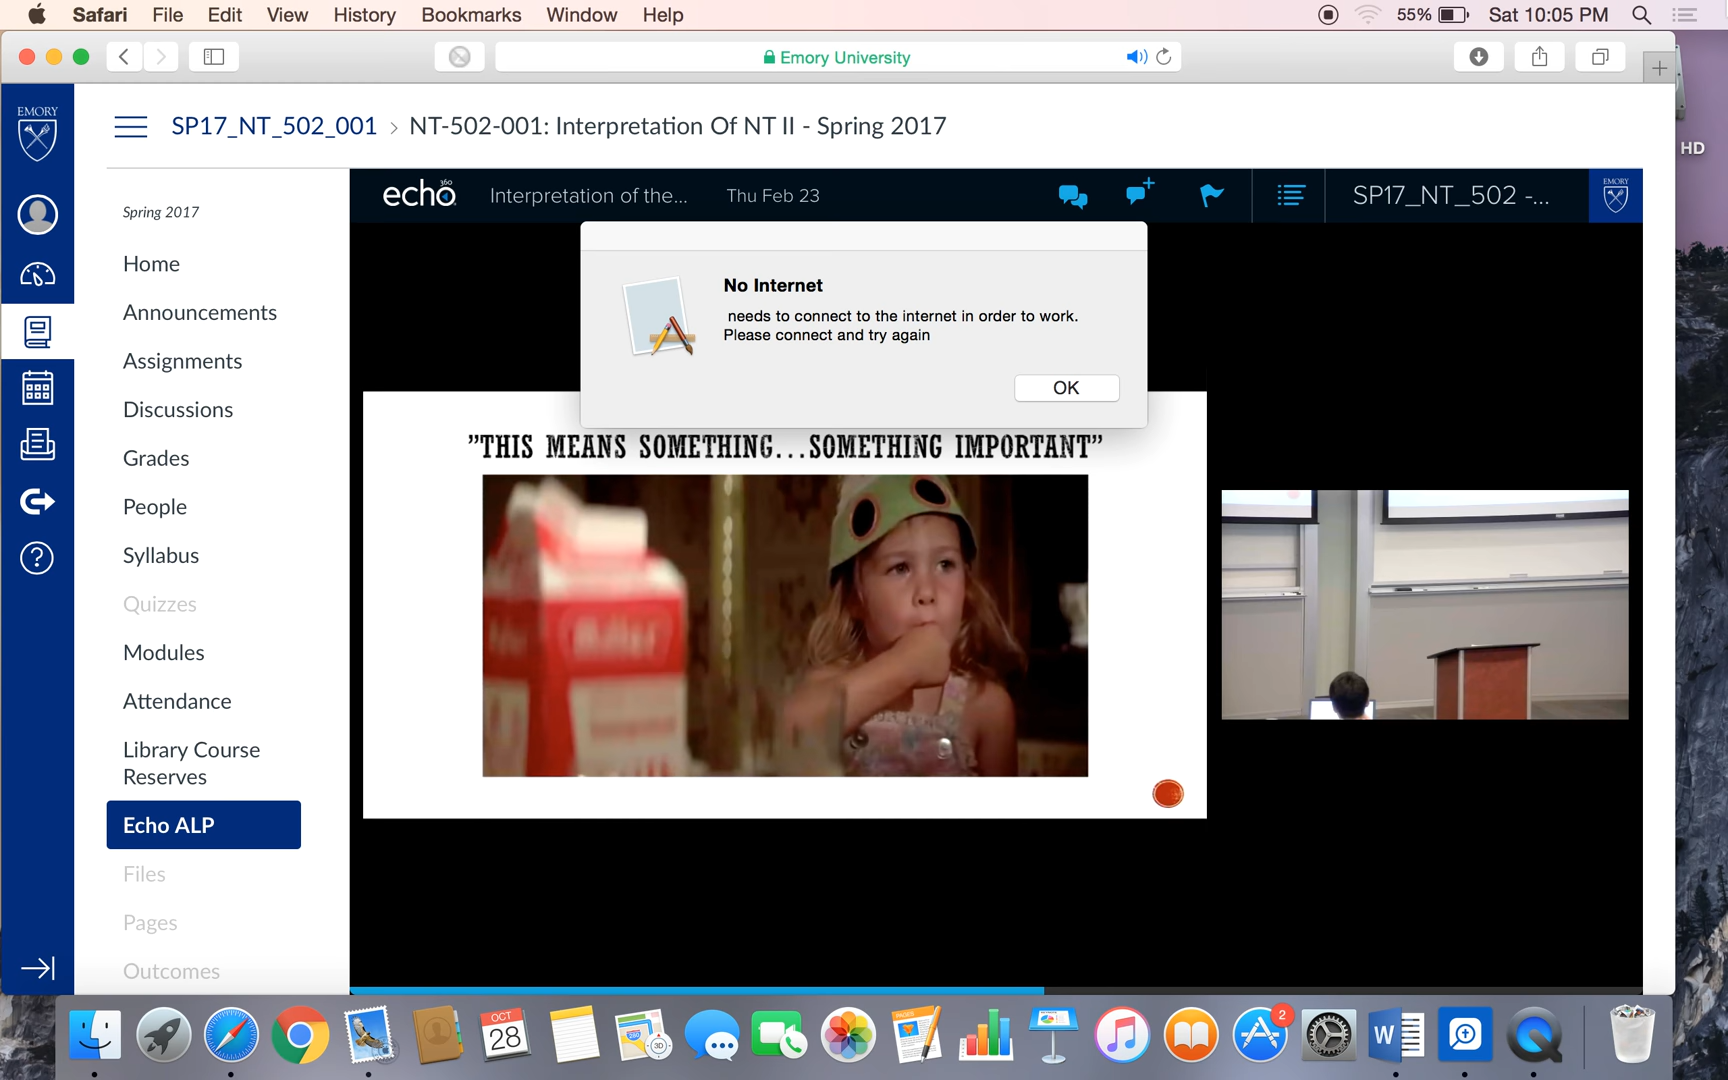 Safari File Edit View History Bookmarks Window Help 55% Sat 10:05 PM
Emory University
HD
EMORY
SP17_NT_502_001 > NT-502-001: Interpretation Of NT II - Spring 2017
echo 360 Interpretation of the... Thu Feb 23 SP17_NT_502 -... EMORY
Spring 2017
Home
Announcements
Assignments
Discussions
Grades
People
Syllabus
Quizzes
Modules
Attendance
Library Course
Reserves
Echo ALP
Files
Pages
Outcomes
No Internet
needs to connect to the internet in order to work.
Please connect and try again
OK
"THIS MEANS SOMETHING...SOMETHING IMPORTANT"
OCT
28
3D
PAGES
2
W